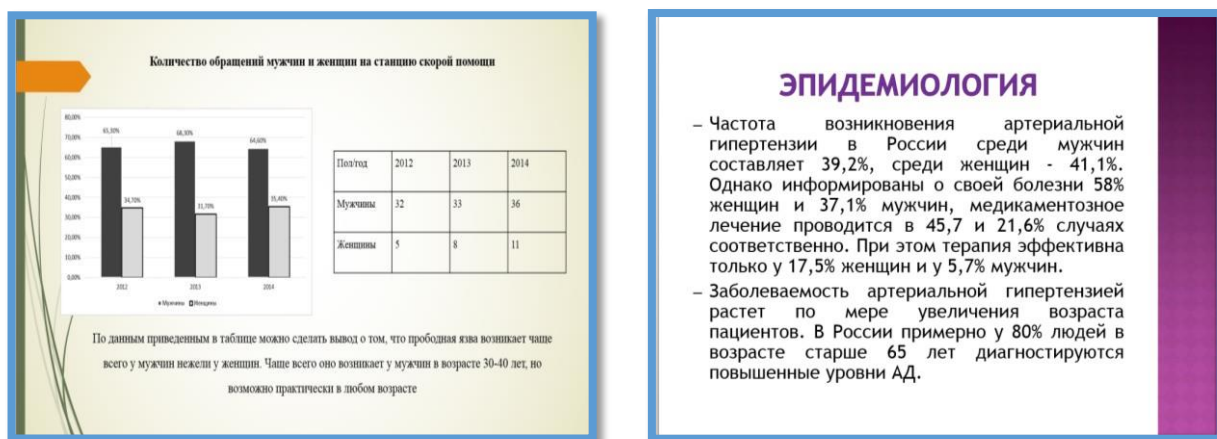 Количество обращений мужчин и женщин на станцию скорой помощи
80,00%
70,00%
60,00%
50,00%
40,00%
30,00%
20,00%
10,00%
0,00%
65,30%
34,70%
68,30%
31,70%
64,60%
35,40%
2012
2013
2014
Мужчины Женщины
Пол/год 2012 2013 2014
Мужчины 32 33 36
Женщины 5 8 11
По данным приведенным в таблице можно сделать вывод о том, что прободная язва возникает чаще
всего у мужчин нежели у женщин. Чаще всего оно возникает у мужчин в возрасте 30-40 лет, но
возможно практически в любом возрасте
ЭПИДЕМИОЛОГИЯ
– Частота возникновения артериальной
гипертензии в России среди мужчин
составляет 39,2%, среди женщин - 41,1%.
Однако информированы о своей болезни 58%
женщин и 37,1% мужчин, медикаментозное
лечение проводится в 45,7 и 21,6% случаях
соответственно. При этом терапия эффективна
только у 17,5% женщин и у 5,7% мужчин.
– Заболеваемость артериальной гипертензией
растет по мере увеличения возраста
пациентов. В России примерно у 80% людей в
возрасте старше 65 лет диагностируются
повышенные уровни АД.